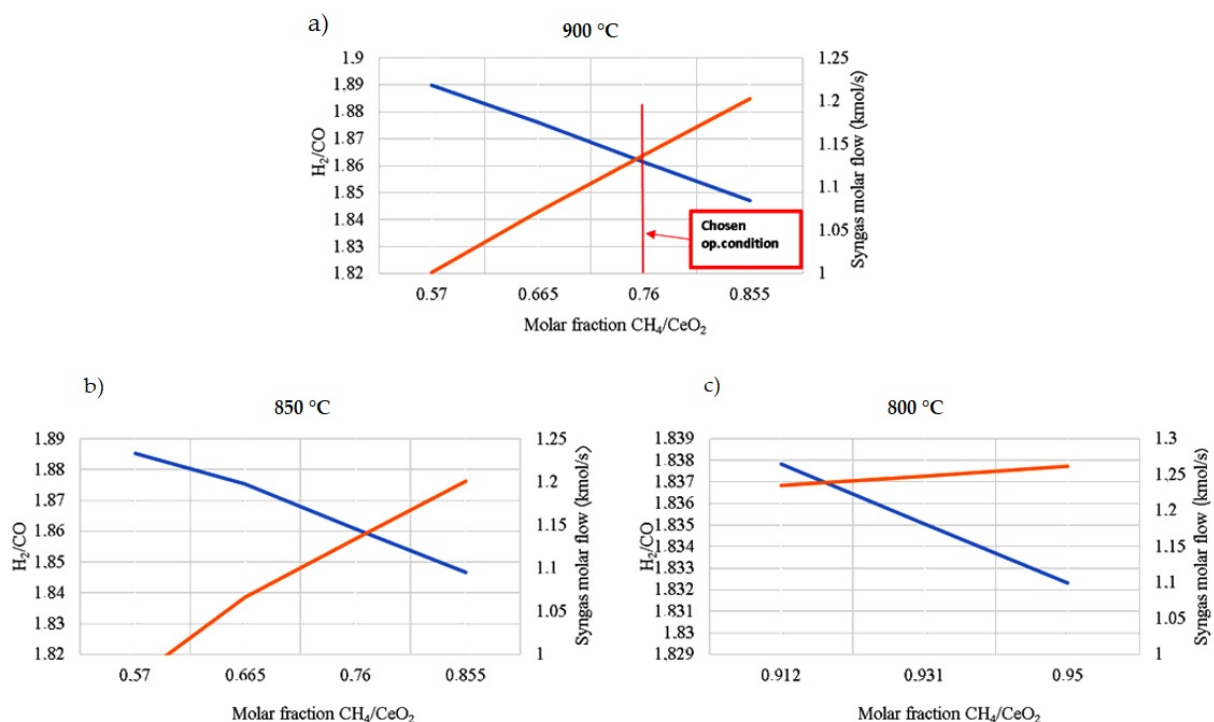 a)
900 °C
1.9
1.89
1.88
1.87
1.86
1.85
1.84
1.83
1.82
H₂/CO
1.25
1.2
1.15
1.1
1.05
1
Syngas molar flow (kmol/s)
Chosen
op.condition
0.57 0.665 0.76 0.855
Molar fraction CH₄/CeO₂
b)
850 °C
1.89
1.88
1.87
1.86
1.85
1.84
1.83
1.82
H₂/CO
1.25
1.2
1.15
1.1
1.05
1
Syngas molar flow (kmol/s)
0.57 0.665 0.76 0.855
Molar fraction CH₄/CeO₂
c)
800 °C
1.839
1.838
1.837
1.836
1.835
1.834
1.833
1.832
1.831
1.83
1,829
H₂/CO
1.3
1.25
1.2
1.15
1.1
1.05
1
Syngas molar flow (kmol/s)
0.912 0.931 0.95
Molar fraction CH₄/CeO₂